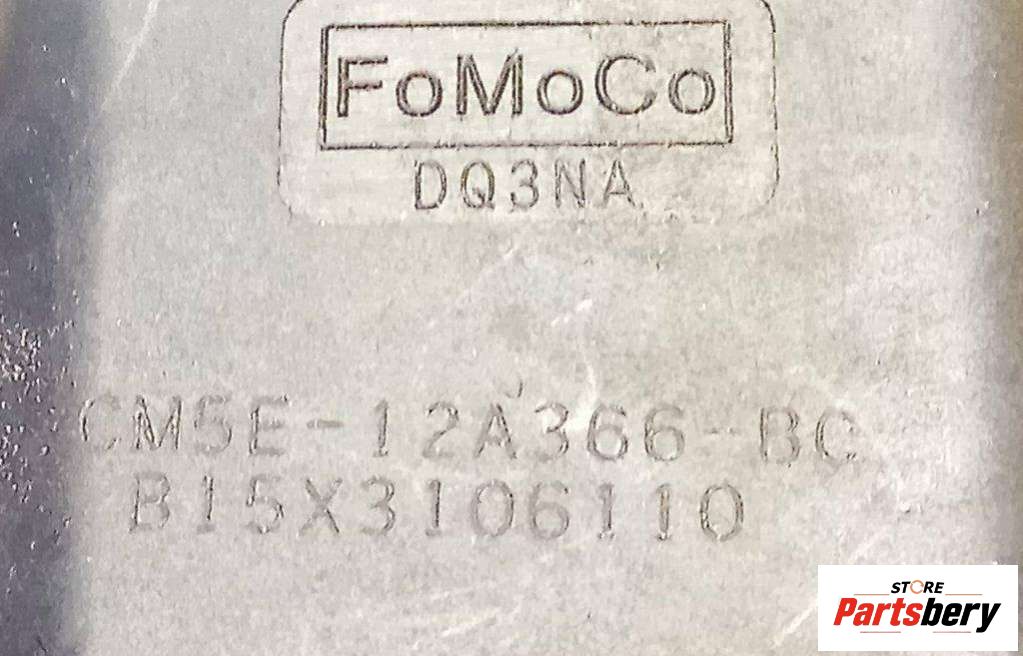 FoMoCo
DQ3NA
CM5E-12A366-BC
B15X3106110
STORE
Partsbery